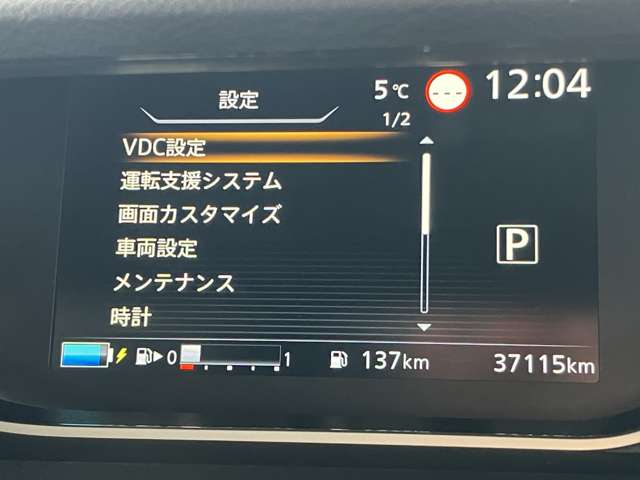 設定
5℃
---
12:04
1/2
VDC設定
運転支援システム
画面カスタマイズ
車両設定
メンテナンス
時計
P
0
1
137km
37115km